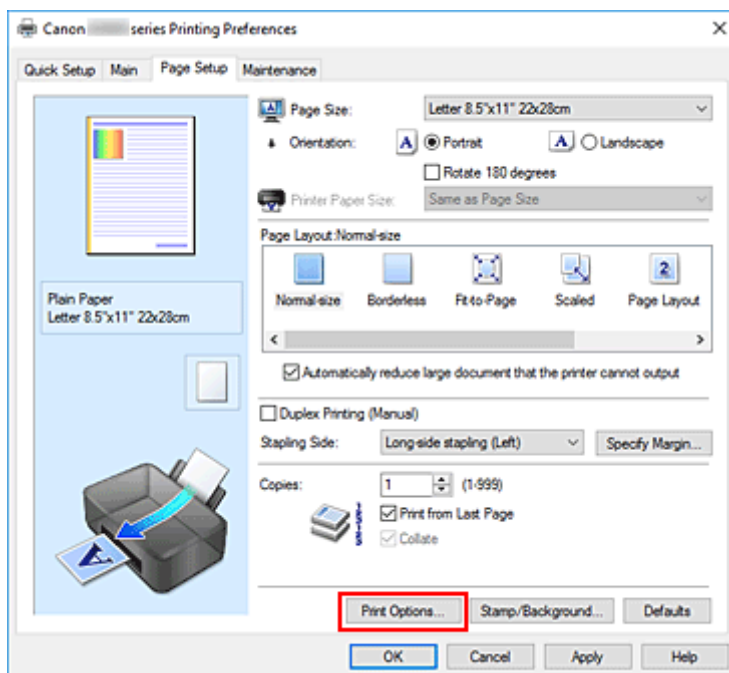 Canon series Printing Preferences
Quick Setup Main Page Setup Maintenance
Page Size: Letter 8.5"x11" 22x28cm
Orientation: A Portrait A Landscape
Rotate 180 degrees
Printer Paper Size: Same as Page Size
Page Layout:Normal-size
2
Normal-size Borderless Fit-to-Page Scaled Page Layout
Plain Paper
Letter 8.5"x11" 22x28cm
Automatically reduce large document that the printer cannot output
Duplex Printing (Manual)
Stapling Side: Long-side stapling (Left) Specify Margin...
Copies: 1 (1-999)
Print from Last Page
Collate
A
Print Options... Stamp/Background... Defaults
OK Cancel Apply Help